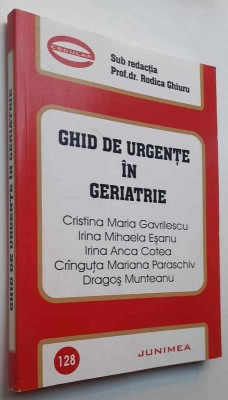 ESCULAP
Sub redacția
Prof.dr. Rodica Ghiuru
GHID DE URGENȚE
ÎN
GERIATRIE
Cristina Maria Gavrilescu
Irina Mihaela Eșanu
Irina Anca Cotea
Crînguța Mariana Paraschiv
Dragoș Munteanu
128
JUNIMEA
GHID DE URGENȚE ÎN GERIATRIE